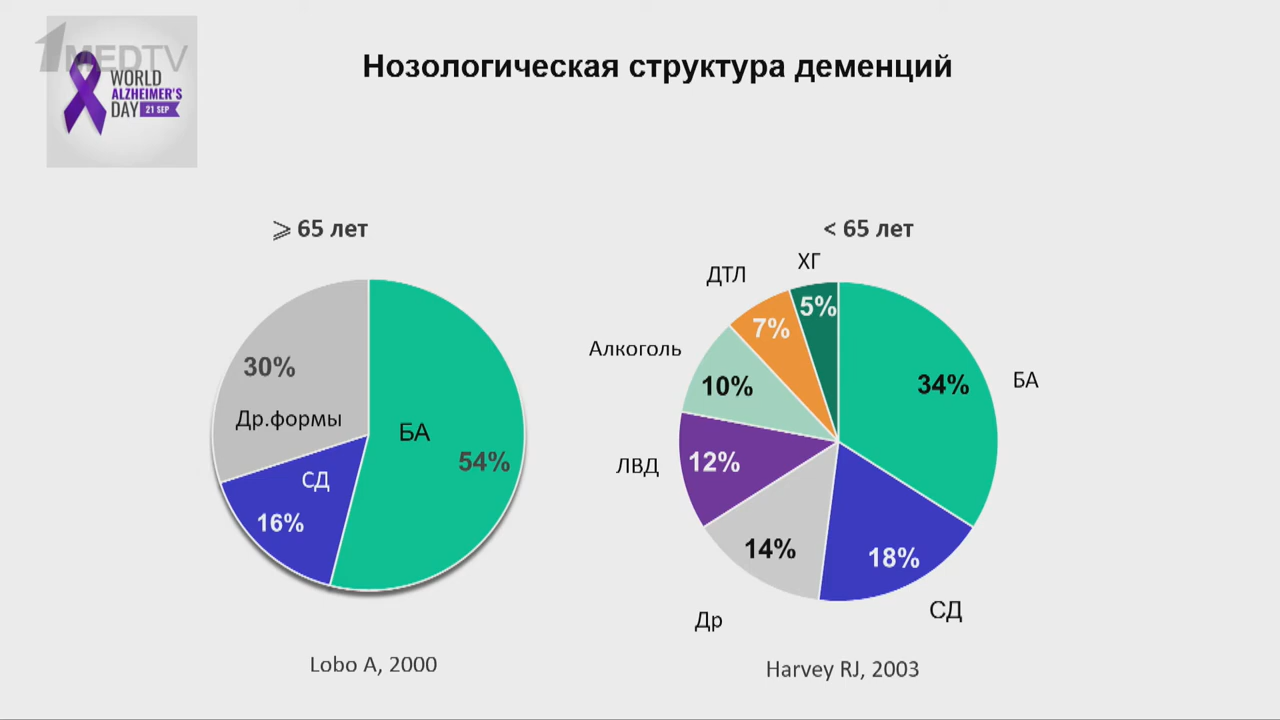 1MEDTV
WORLD
ALZHEIMER'S
DAY 21 SEP
Нозологическая структура деменций
⩾ 65 лет
30%
Др.формы
БА
54%
СД
16%
Lobo A, 2000
< 65 лет
ХГ
ДТЛ
5%
7%
Алкоголь
10%
34%
БА
ЛВД
12%
14%
18%
Др
СД
Harvey RJ, 2003